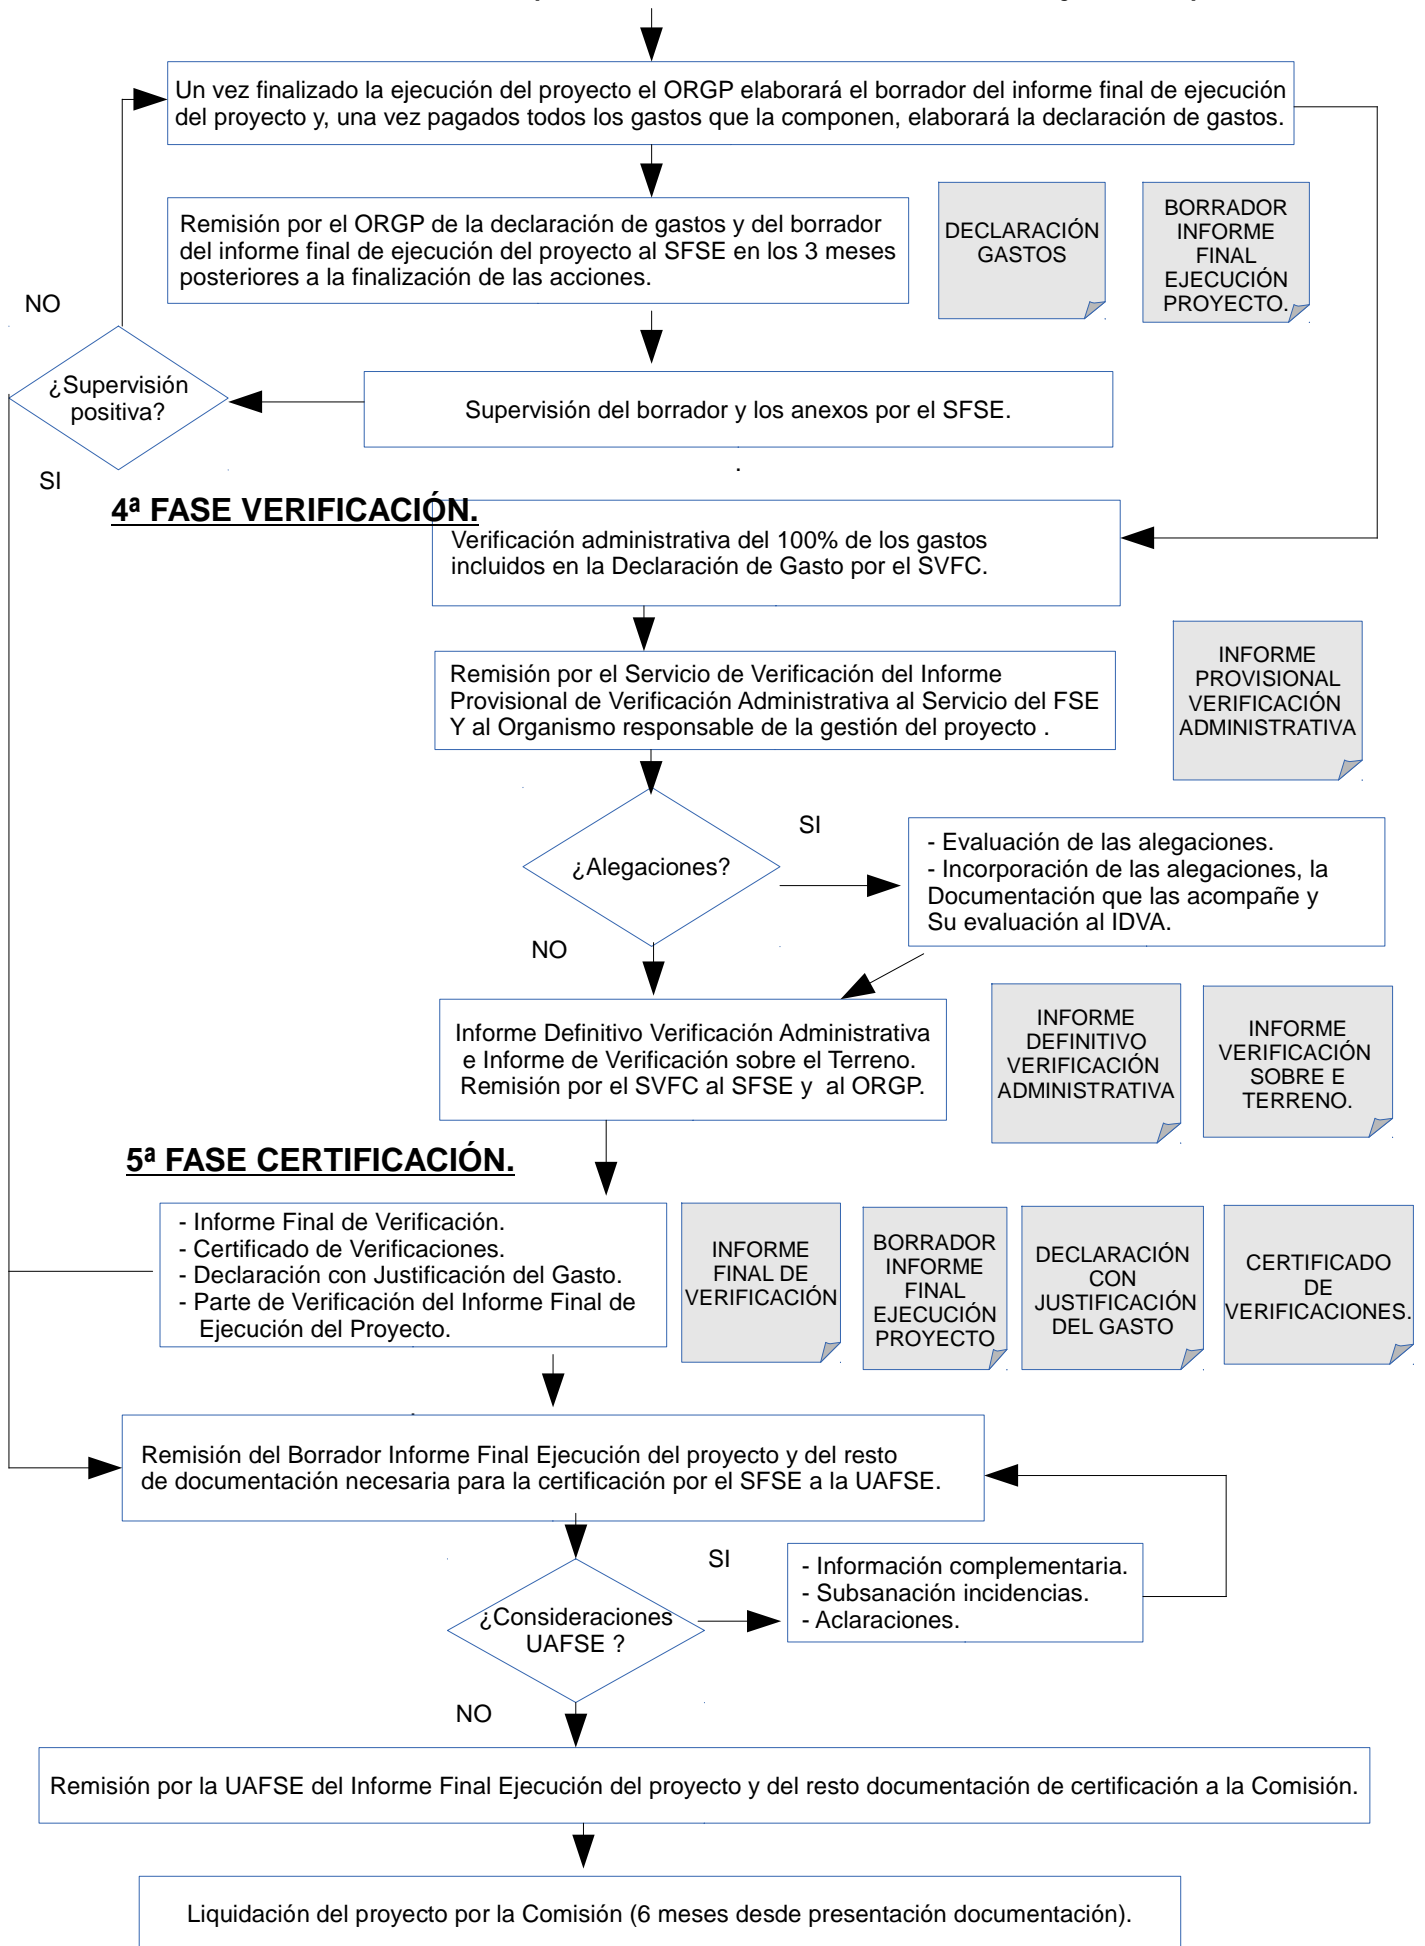 Un vez finalizado la ejecución del proyecto el ORGP elaborará el borrador del informe final de ejecución
del proyecto y, una vez pagados todos los gastos que la componen, elaborará la declaración de gastos.
Remisión por el ORGP de la declaración de gastos y del borrador
del informe final de ejecución del proyecto al SFSE en los 3 meses
posteriores a la finalización de las acciones.
DECLARACIÓN
GASTOS
BORRADOR
INFORME
FINAL
EJECUCIÓN
PROYECTO.
NO
¿Supervisión
positiva?
Supervisión del borrador y los anexos por el SFSE.
.
SI
4ª FASE VERIFICACIÓN.
Verificación administrativa del 100% de los gastos
incluidos en la Declaración de Gasto por el SVFC.
Remisión por el Servicio de Verificación del Informe
Provisional de Verificación Administrativa al Servicio del FSE
Y al Organismo responsable de la gestión del proyecto .
INFORME
PROVISIONAL
VERIFICACIÓN
ADMINISTRATIVA
¿Alegaciones?
SI
- Evaluación de las alegaciones.
- Incorporación de las alegaciones, la
Documentación que las acompañe y
Su evaluación al IDVA.
NO
Informe Definitivo Verificación Administrativa
e Informe de Verificación sobre el Terreno.
Remisión por el SVFC al SFSE y  al ORGP.
INFORME
DEFINITIVO
VERIFICACIÓN
ADMINISTRATIVA
INFORME
VERIFICACIÓN
SOBRE E
TERRENO.
5ª FASE CERTIFICACIÓN.
- Informe Final de Verificación.
- Certificado de Verificaciones.
- Declaración con Justificación del Gasto.
- Parte de Verificación del Informe Final de
Ejecución del Proyecto.
INFORME
FINAL DE
VERIFICACIÓN
BORRADOR
INFORME
FINAL
EJECUCIÓN
PROYECTO
DECLARACIÓN
CON
JUSTIFICACIÓN
DEL GASTO
CERTIFICADO
DE
VERIFICACIONES.
Remisión del Borrador Informe Final Ejecución del proyecto y del resto
de documentación necesaria para la certificación por el SFSE a la UAFSE.
¿Consideraciones
UAFSE ?
SI
- Información complementaria.
- Subsanación incidencias.
- Aclaraciones.
NO
Remisión por la UAFSE del Informe Final Ejecución del proyecto y del resto documentación de certificación a la Comisión.
Liquidación del proyecto por la Comisión (6 meses desde presentación documentación).